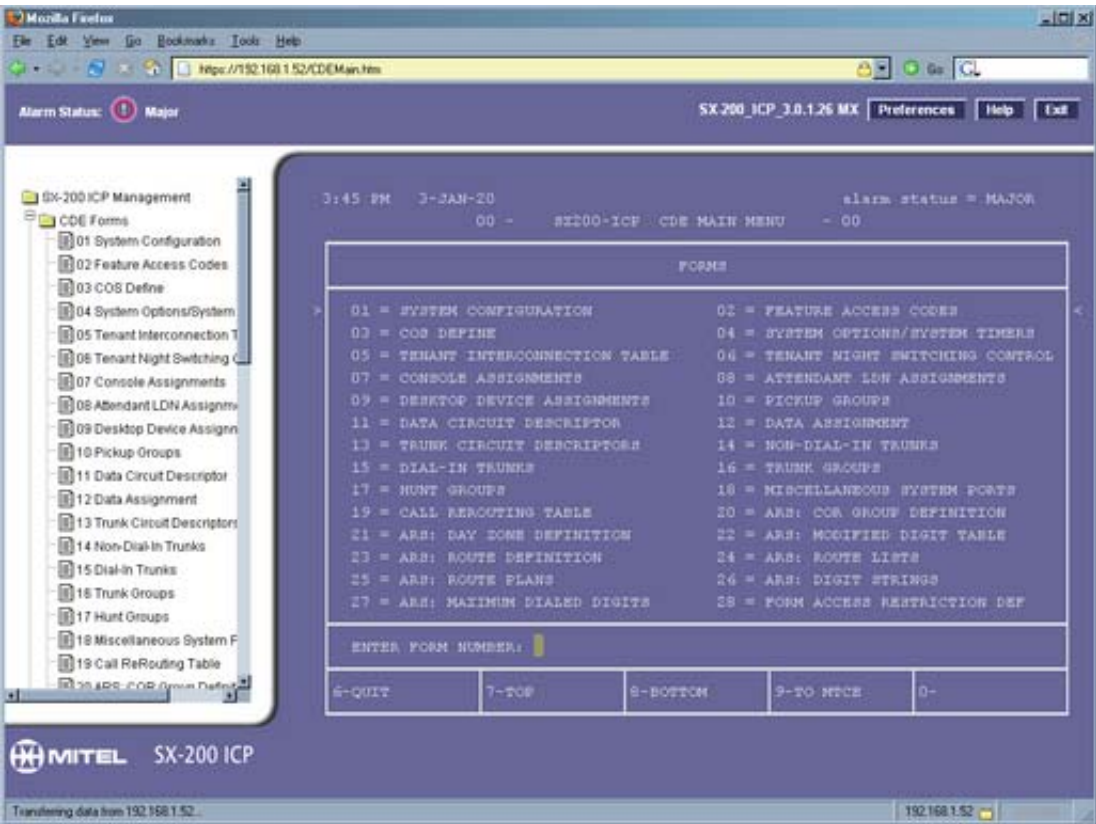 Mozilla Firefox
File Edit View Go Bookmarks Tools Help
https://192.168.1.52/CDEMain.htm
Go
Alarm Status: Major
SX-200_ICP_3.0.1.26 MX Preferences Help Exit
SX-200 ICP Management
CDE Forms
01 System Configuration
02 Feature Access Codes
03 COS Define
04 System Options/System
05 Tenant Interconnection T
06 Tenant Night Switching C
07 Console Assignments
08 Attendant LDN Assignme
09 Desktop Device Assignn
10 Pickup Groups
11 Data Circuit Descriptor
12 Data Assignment
13 Trunk Circuit Descriptors
14 Non-Dial-In Trunks
15 Dial-In Trunks
16 Trunk Groups
17 Hunt Groups
18 Miscellaneous System P
19 Call ReRouting Table
20 ARS: COR Group Definit
3:45 PM 3-JAN-20 alarm status = MAJOR
00 - SX200-ICP CDE MAIN MENU - 00
FORMS
> 01 = SYSTEM CONFIGURATION 02 = FEATURE ACCESS CODES <
03 = COS DEFINE 04 = SYSTEM OPTIONS/SYSTEM TIMERS
05 = TENANT INTERCONNECTION TABLE 06 = TENANT NIGHT SWITCHING CONTROL
07 = CONSOLE ASSIGNMENTS 08 = ATTENDANT LDN ASSIGNMENTS
09 = DESKTOP DEVICE ASSIGNMENTS 10 = PICKUP GROUPS
11 = DATA CIRCUIT DESCRIPTOR 12 = DATA ASSIGNMENT
13 = TRUNK CIRCUIT DESCRIPTORS 14 = NON-DIAL-IN TRUNKS
15 = DIAL-IN TRUNKS 16 = TRUNK GROUPS
17 = HUNT GROUPS 18 = MISCELLANEOUS SYSTEM PORTS
19 = CALL REROUTING TABLE 20 = ARS: COR GROUP DEFINITION
21 = ARS: DAY ZONE DEFINITION 22 = ARS: MODIFIED DIGIT TABLE
23 = ARS: ROUTE DEFINITION 24 = ARS: ROUTE LISTS
25 = ARS: ROUTE PLANS 26 = ARS: DIGIT STRINGS
27 = ARS: MAXIMUM DIALED DIGITS 28 = FORM ACCESS RESTRICTION DEF
ENTER FORM NUMBER:
6-QUIT 7-TOP 8-BOTTOM 9-TO MTCE 0-
MITEL SX-200 ICP
Transferring data from 192.168.1.52...
192.168.1.52